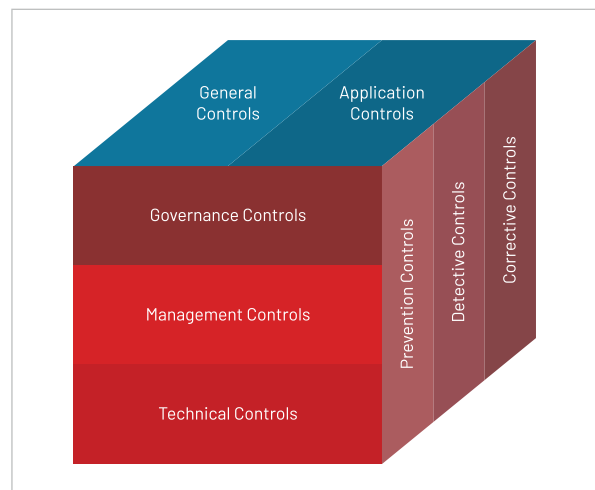 General
Controls
Application
Controls
Governance Controls
Management Controls
Technical Controls
Prevention Controls
Detective Controls
Corrective Controls